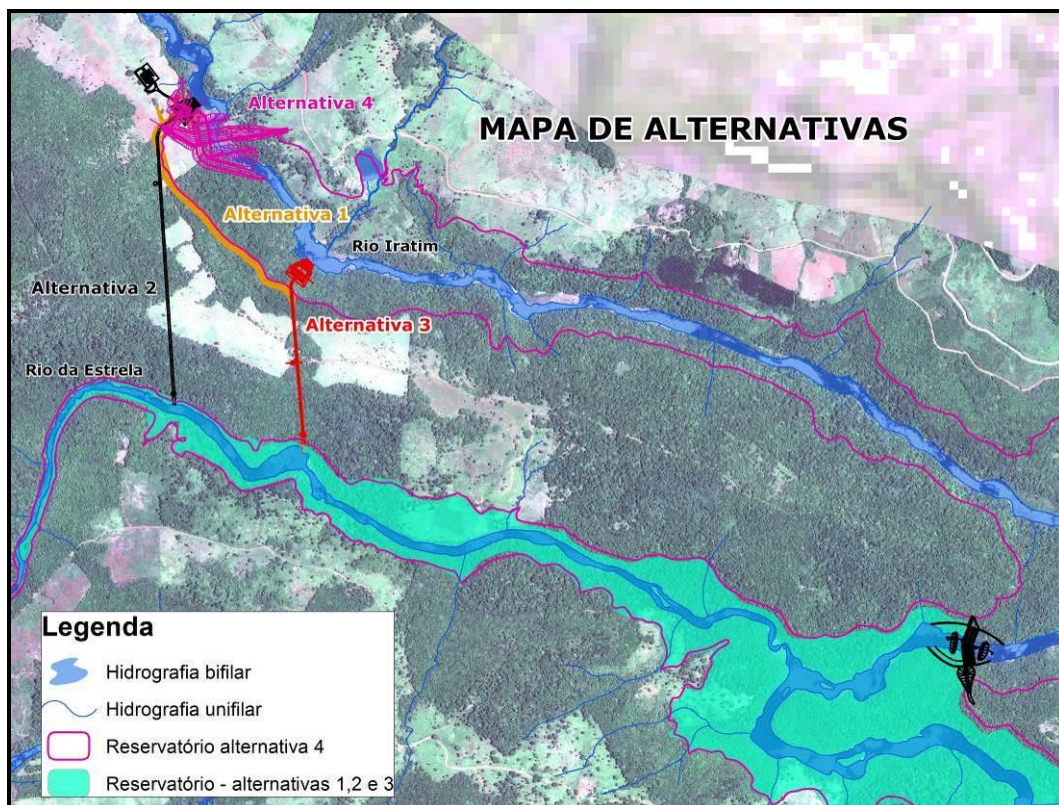 Alternativa 4
MAPA DE ALTERNATIVAS
Alternativa 1
Rio Iratim
Alternativa 2
Alternativa 3
Rio da Estrela
Legenda
Hidrografia bifilar
Hidrografia unifilar
Reservatório alternativa 4
Reservatório - alternativas 1,2 e 3